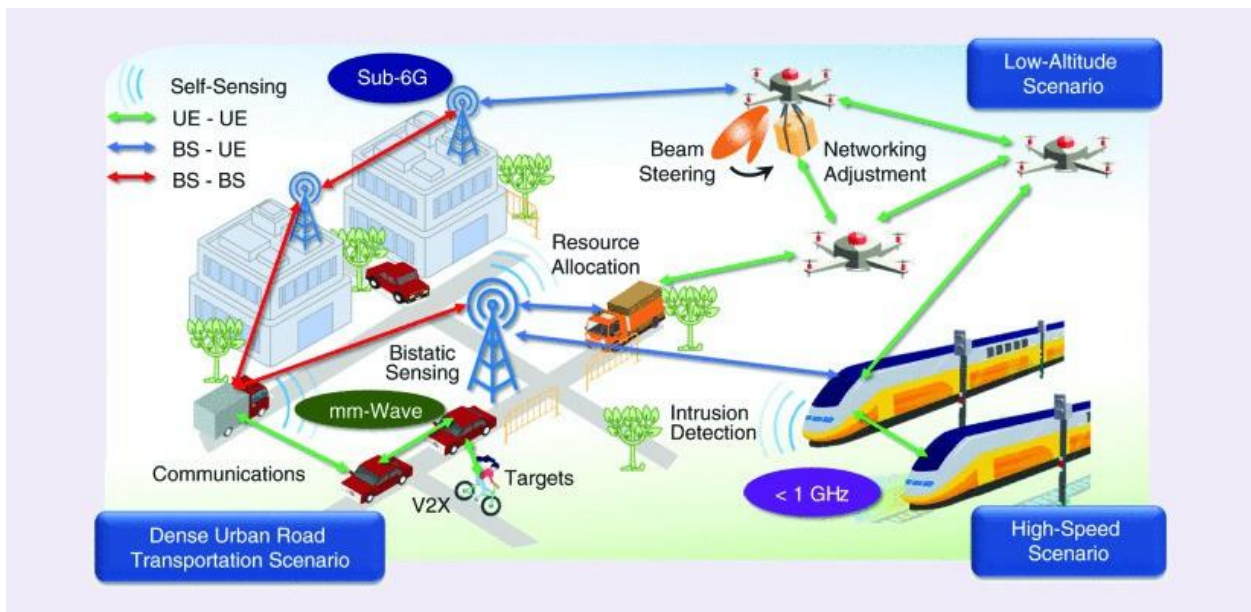 Self-Sensing
UE - UE
BS - UE
BS - BS
Sub-6G
Low-Altitude
Scenario
Beam
Steering
Networking
Adjustment
Resource
Allocation
Bistatic
Sensing
mm-Wave
Intrusion
Detection
Communications
Targets
V2X
< 1 GHz
Dense Urban Road
Transportation Scenario
High-Speed
Scenario